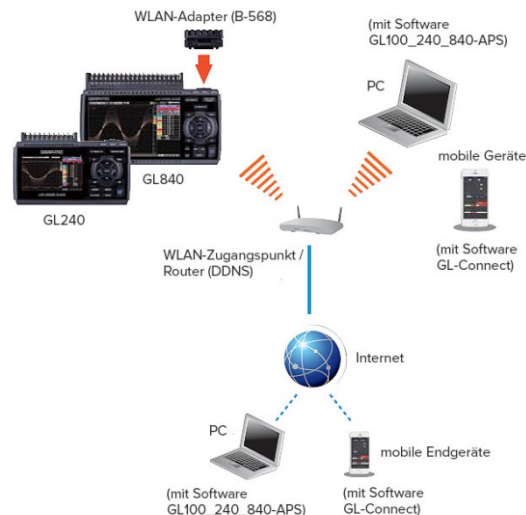 WLAN-Adapter (B-568)
(mit Software
GL100_240_840-APS)
PC
mobile Geräte
GL840
GL240
(mit Software
GL-Connect)
WLAN-Zugangspunkt /
Router (DDNS)
Internet
PC
mobile Endgeräte
(mit Software
GL100_240_840-APS)
(mit Software
GL-Connect)